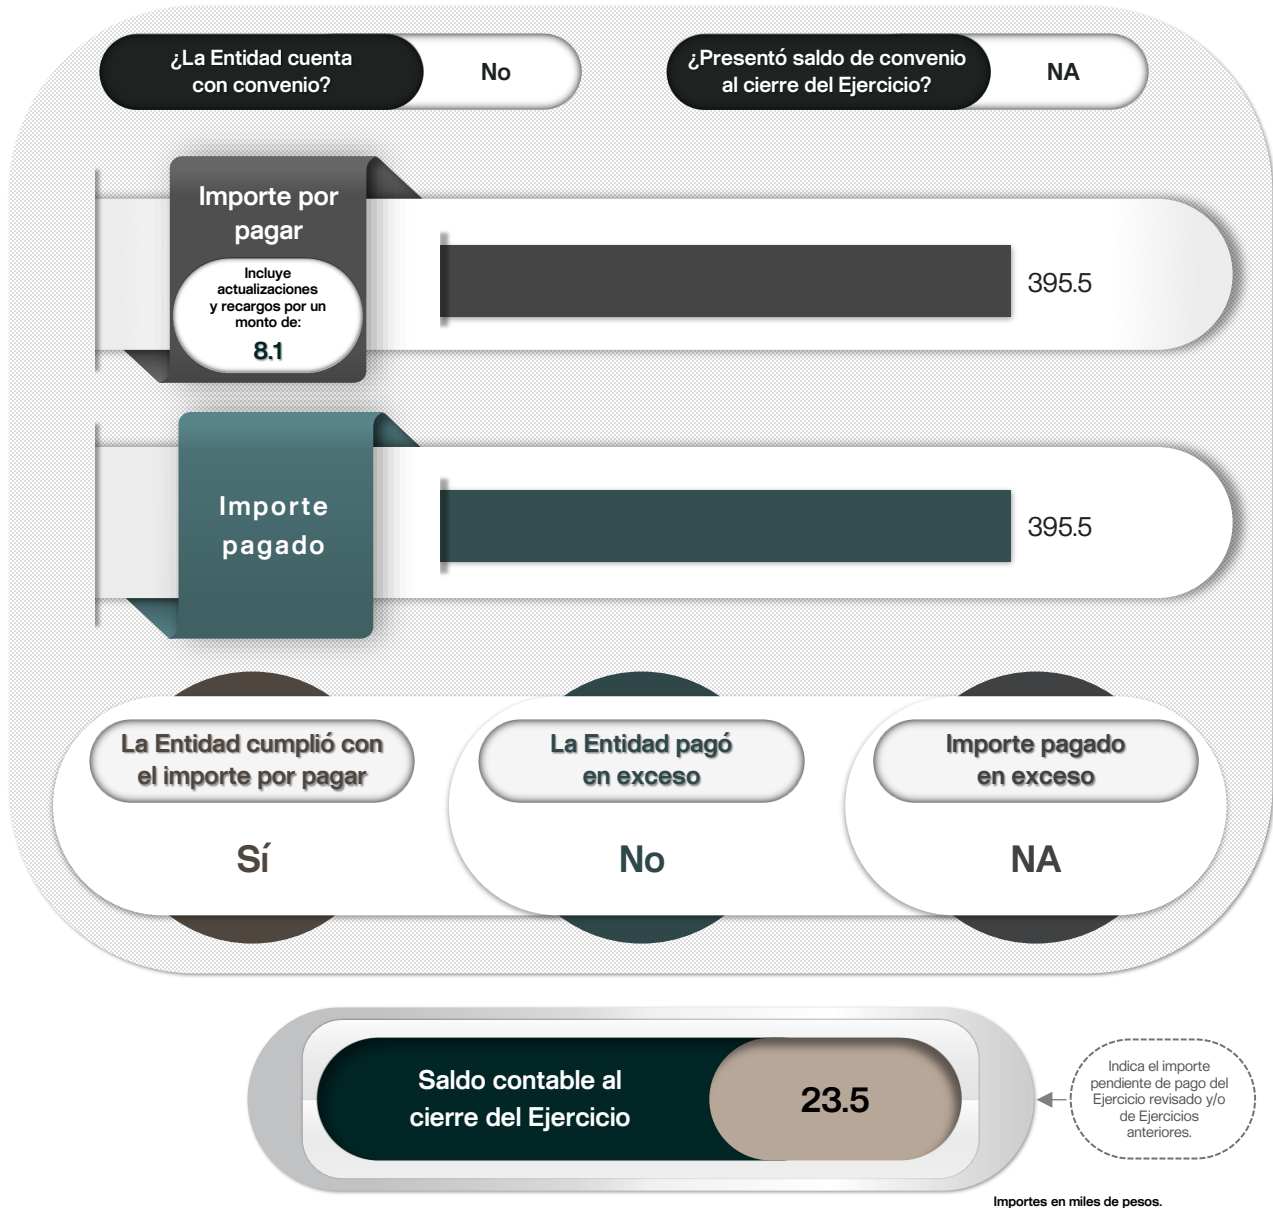 ¿La Entidad cuenta
con convenio?
No
¿Presentó saldo de convenio
al cierre del Ejercicio?
NA
Importe por
pagar
Incluye
actualizaciones
y recargos por un
monto de:
8.1
395.5
Importe
pagado
395.5
La Entidad cumplió con
el importe por pagar
Sí
La Entidad pagó
en exceso
No
Importe pagado
en exceso
NA
Saldo contable al
cierre del Ejercicio
23.5
Indica el importe
pendiente de pago del
Ejercicio revisado y/o
de Ejercicios
anteriores.
Importes en miles de pesos.